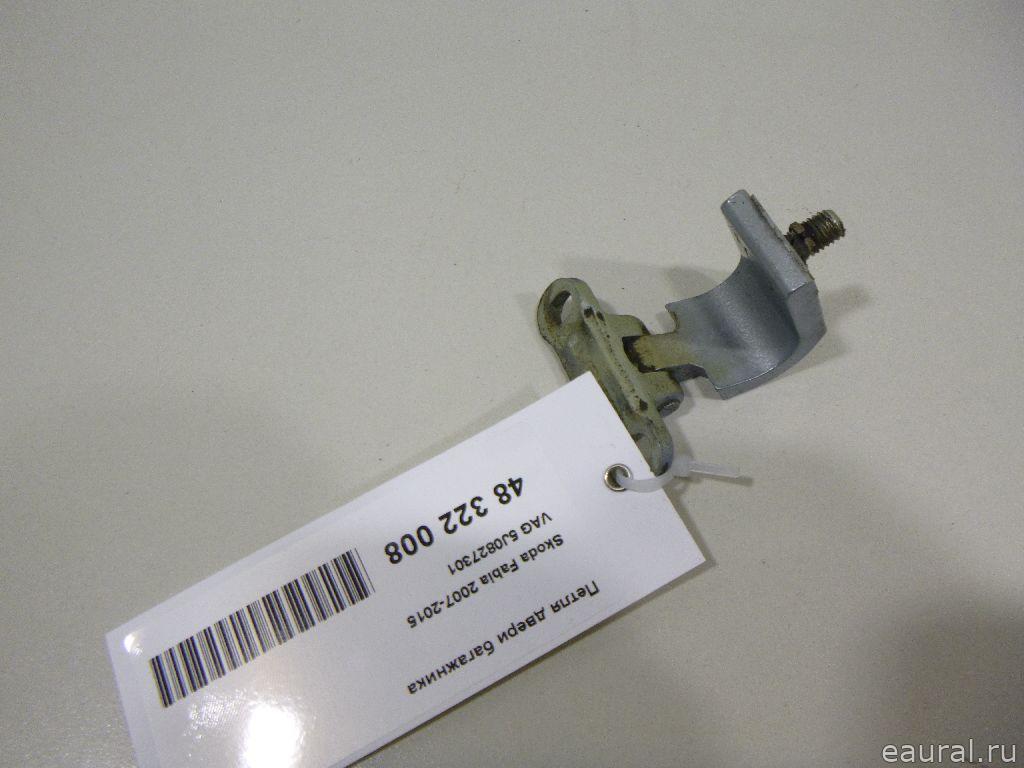 Петля двери багажника
Skoda Fabia 2007-2015
VAG 5J0827301
48 322 008
eaural.ru